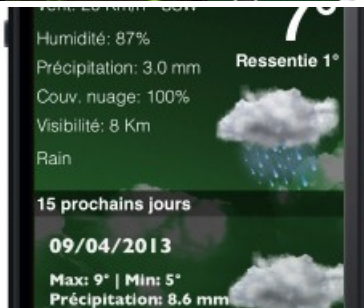 7°
Humidité: 87%
Ressentie 1°
Précipitation: 3.0 mm
Couv. nuage: 100%
Visibilité: 8 Km
Rain
15 prochains jours
09/04/2013
Max: 9° | Min: 5°
Précipitation: 8.6 mm